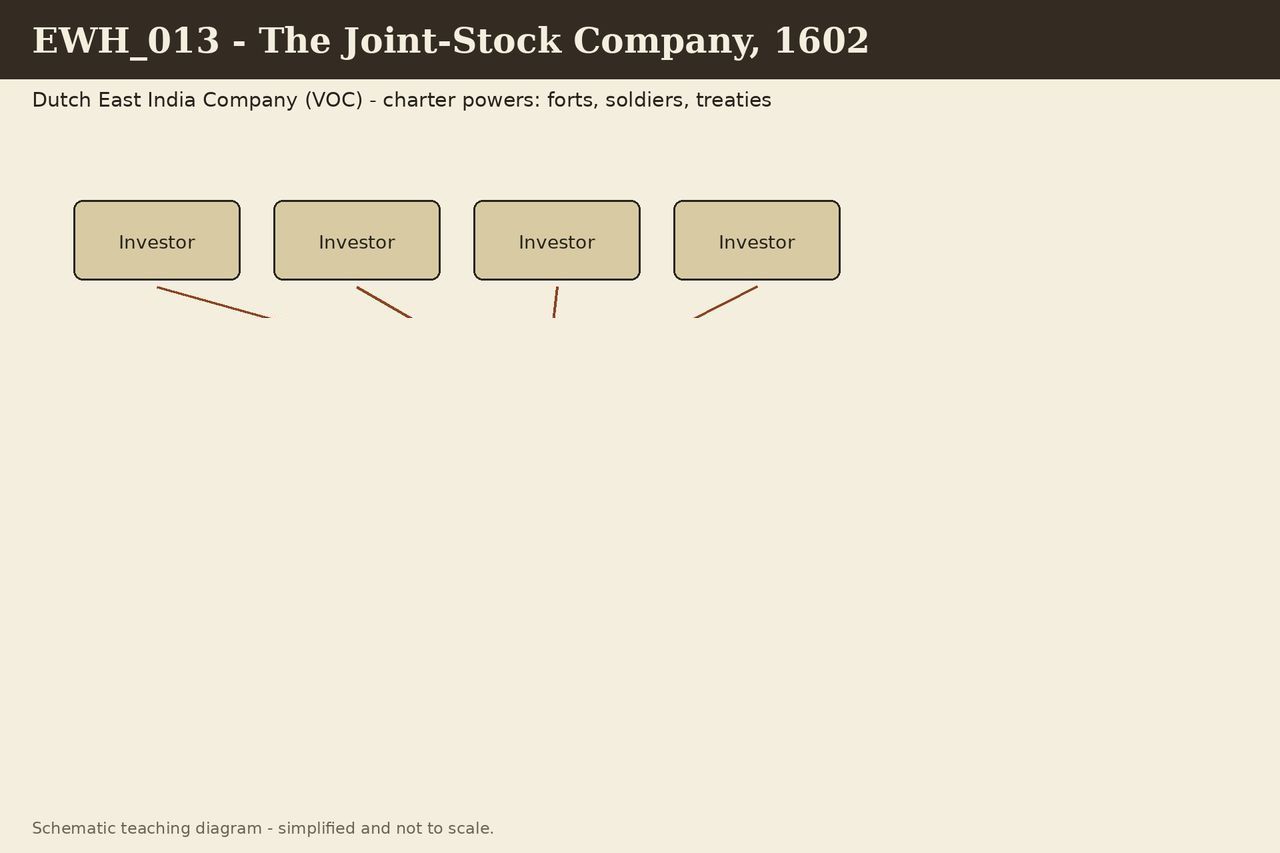 EWH_013 - The Joint-Stock Company, 1602
Dutch East India Company (VOC) - charter powers: forts, soldiers, treaties
Investor
Investor
Investor
Investor
Schematic teaching diagram - simplified and not to scale.